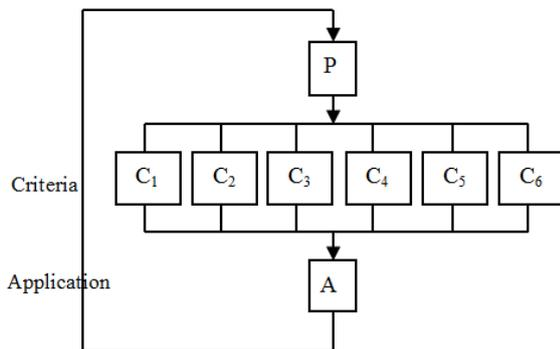 P
Criteria C₁ C₂ C₃ C₄ C₅ C₆
Application A